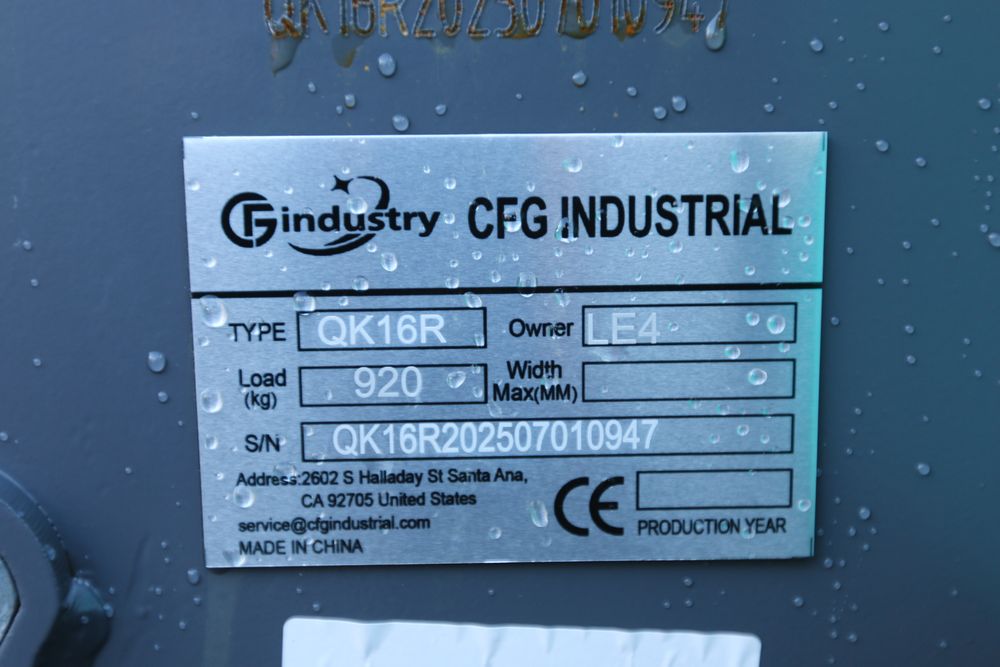 QK16R202507010947
GFindustry CFG INDUSTRIAL
TYPE QK16R Owner LE4
Load (kg) 920 Width Max(MM)
S/N QK16R202507010947
Address:2602 S Halladay St Santa Ana,
CA 92705 United States
service@cfgindustrial.com
MADE IN CHINA
CE
PRODUCTION YEAR